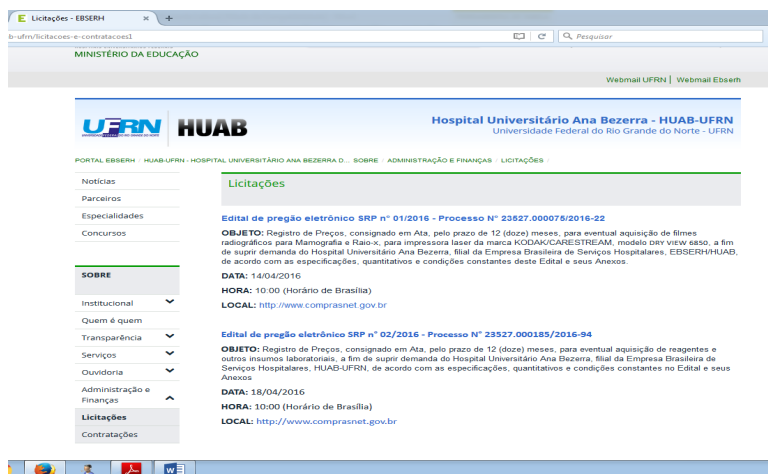 Licitações - EBSERH
b-ufrn/licitacoes-e-contratacoes1
Pesquisar
MINISTÉRIO DA EDUCAÇÃO
Webmail UFRN | Webmail Ebserh
UFRN HUAB
Hospital Universitário Ana Bezerra - HUAB-UFRN
Universidade Federal do Rio Grande do Norte - UFRN
PORTAL EBSERH HUAB-UFRN - HOSPITAL UNIVERSITÁRIO ANA BEZERRA D... SOBRE ADMINISTRAÇÃO E FINANÇAS LICITAÇÕES
Notícias
Parceiros
Especialidades
Concursos
SOBRE
Institucional
Quem é quem
Transparência
Serviços
Ouvidoria
Administração e
Finanças
Licitações
Contratações
Licitações
Edital de pregão eletrônico SRP n° 01/2016 - Processo N° 23527.000075/2016-22
OBJETO: Registro de Preços, consignado em Ata, pelo prazo de 12 (doze) meses, para eventual aquisição de filmes
radiográficos para Mamografia e Raio-x, para impressora laser da marca KODAK/CARESTREAM, modelo DRY VIEW 6850, a fim
de suprir demanda do Hospital Universitário Ana Bezerra, filial da Empresa Brasileira de Serviços Hospitalares, EBSERH/HUAB,
de acordo com as especificações, quantitativos e condições constantes deste Edital e seus Anexos.
DATA: 14/04/2016
HORA: 10:00 (Horário de Brasília)
LOCAL: http://www.comprasnet.gov.br
Edital de pregão eletrônico SRP n° 02/2016 - Processo N° 23527.000185/2016-94
OBJETO: Registro de Preços, consignado em Ata, pelo prazo de 12 (doze) meses, para eventual aquisição de reagentes e
outros insumos laboratoriais, a fim de suprir demanda do Hospital Universitário Ana Bezerra, filial da Empresa Brasileira de
Serviços Hospitalares, HUAB-UFRN, de acordo com as especificações, quantitativos e condições constantes no Edital e seus
Anexos
DATA: 18/04/2016
HORA: 10:00 (Horário de Brasília)
LOCAL: http://www.comprasnet.gov.br